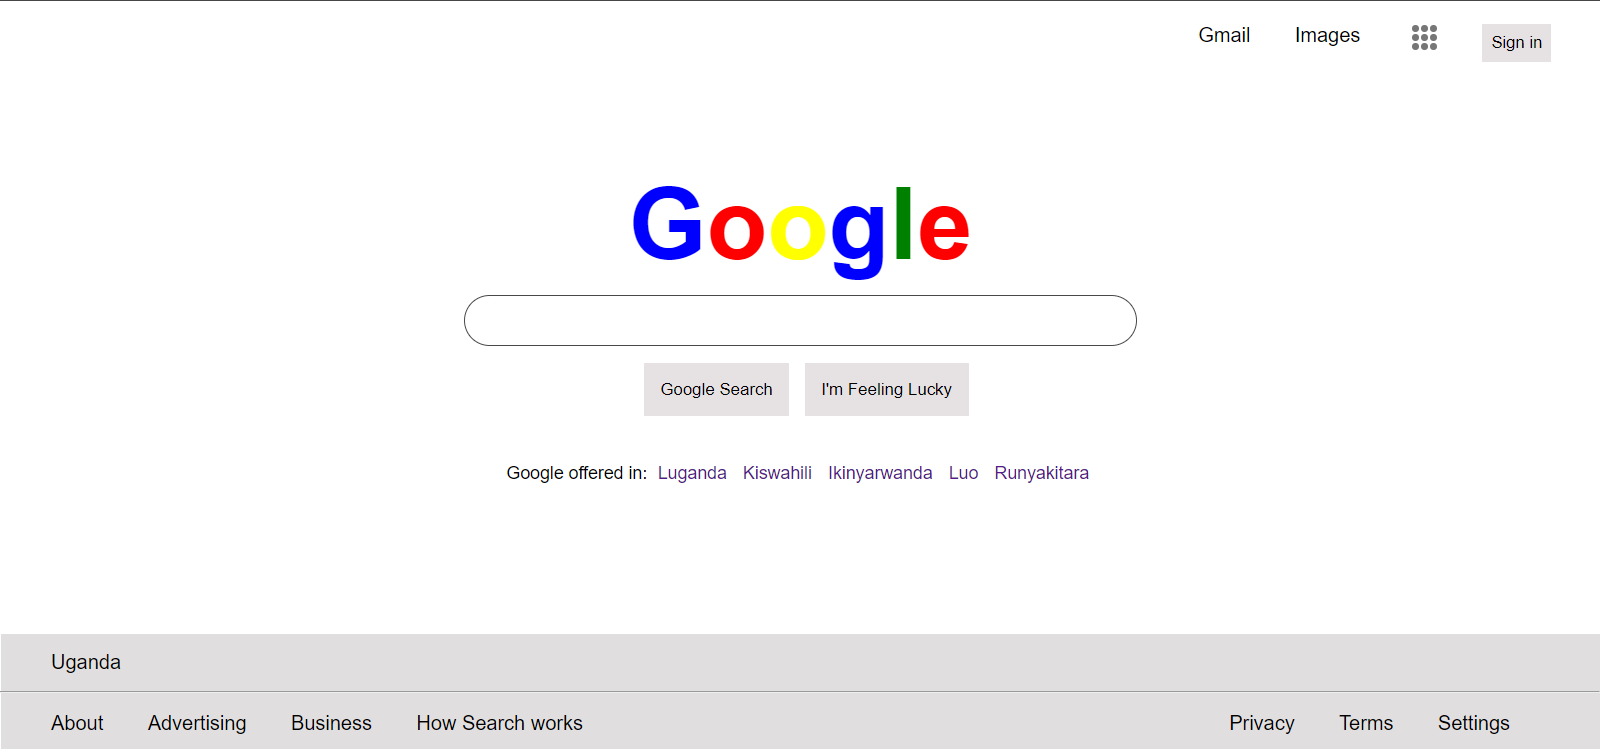 Gmail Images Sign in
Google
Google Search I'm Feeling Lucky
Google offered in: Luganda Kiswahili Ikinyarwanda Luo Runyakitara
Uganda
About Advertising Business How Search works Privacy Terms Settings